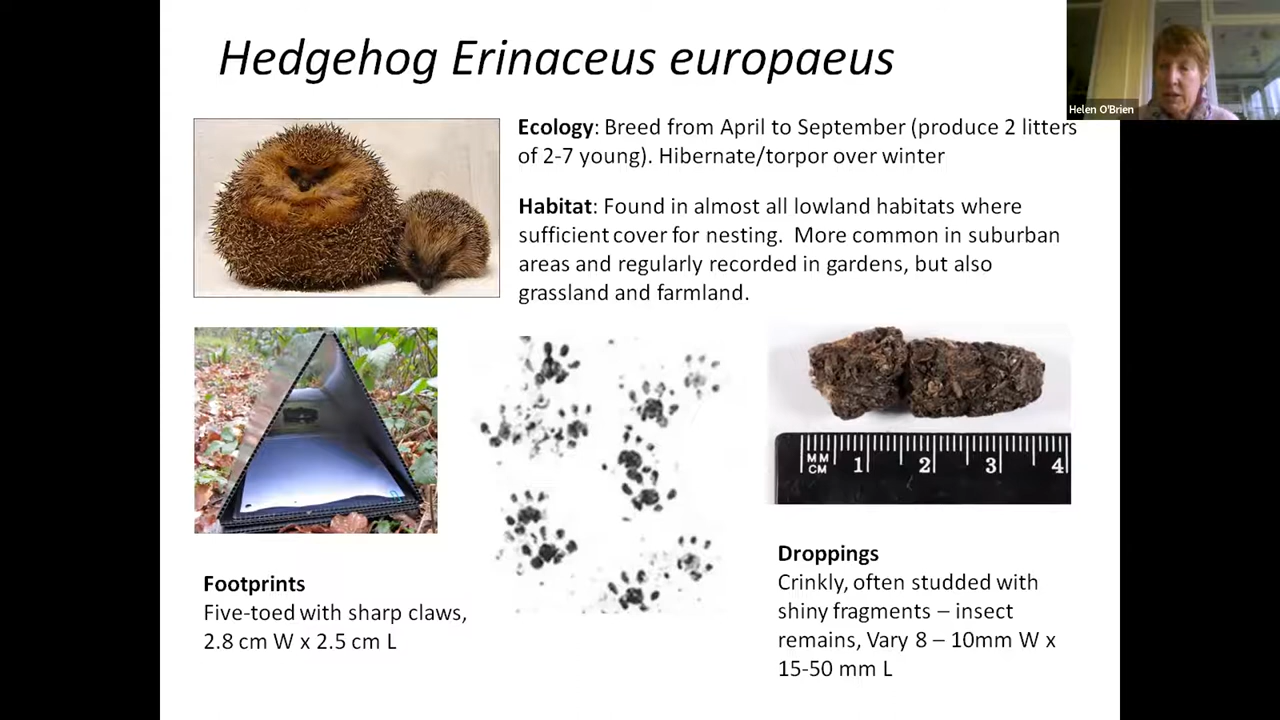 Hedgehog Erinaceus europaeus
Helen O'Brien
Ecology: Breed from April to September (produce 2 litters
of 2-7 young). Hibernate/torpor over winter
Habitat: Found in almost all lowland habitats where
sufficient cover for nesting. More common in suburban
areas and regularly recorded in gardens, but also
grassland and farmland.
MM
CM 1 2 3 4
Footprints
Five-toed with sharp claws,
2.8 cm W x 2.5 cm L
Droppings
Crinkly, often studded with
shiny fragments – insect
remains, Vary 8 – 10mm W x
15-50 mm L